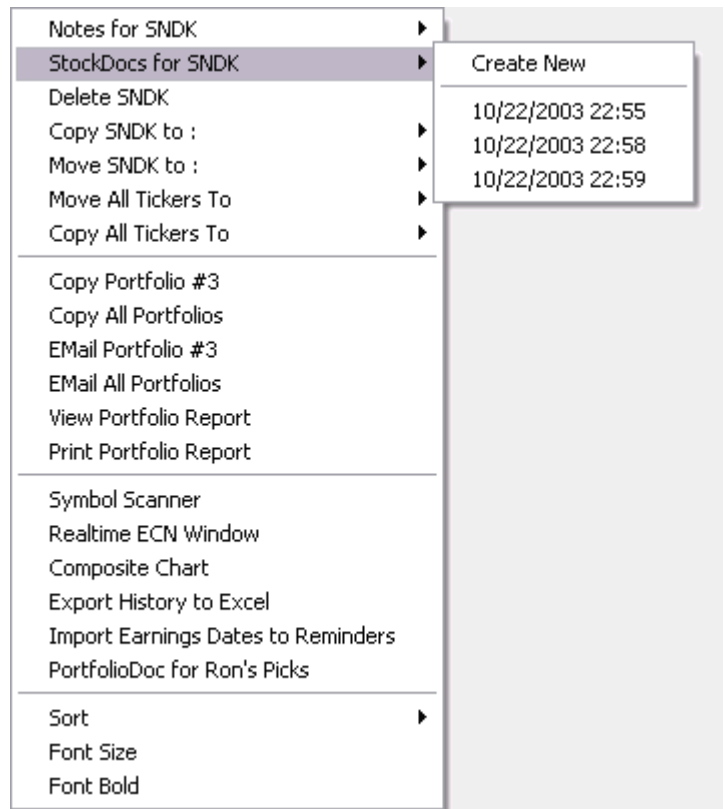 Notes for SNDK
StockDocs for SNDK
Delete SNDK
Copy SNDK to :
Move SNDK to :
Move All Tickers To
Copy All Tickers To
Copy Portfolio #3
Copy All Portfolios
EMail Portfolio #3
EMail All Portfolios
View Portfolio Report
Print Portfolio Report
Symbol Scanner
Realtime ECN Window
Composite Chart
Export History to Excel
Import Earnings Dates to Reminders
PortfolioDoc for Ron's Picks
Sort
Font Size
Font Bold
Create New
10/22/2003 22:55
10/22/2003 22:58
10/22/2003 22:59